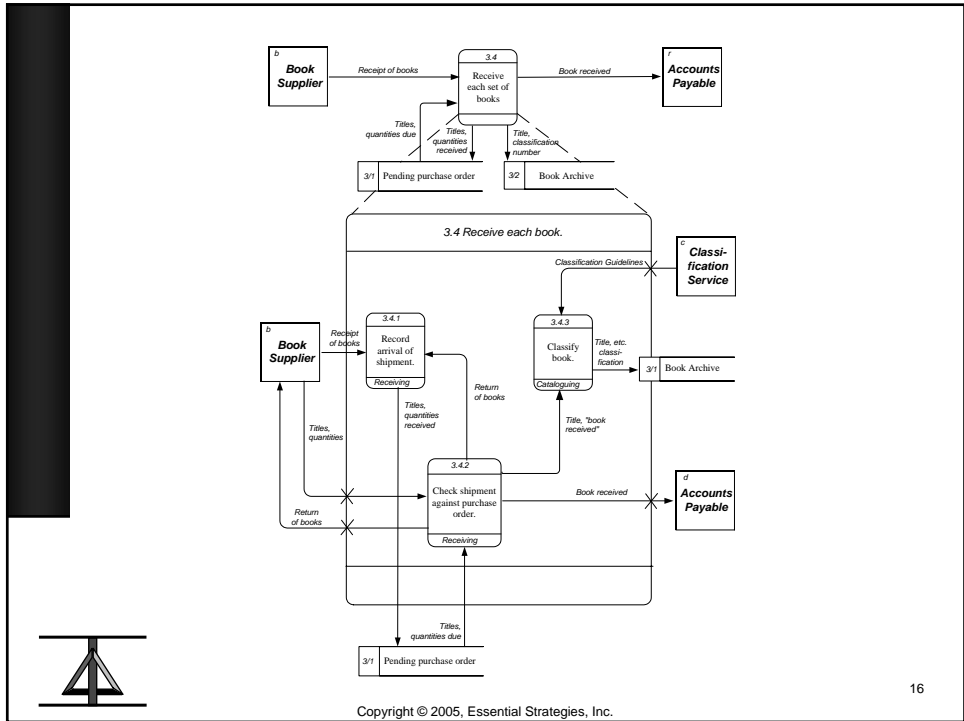 b
Book
Supplier
Receipt of books
3.4
Receive
each set of
books
Book received
r
Accounts
Payable
Titles,
quantities due
Titles,
quantities
received
Title,
classification
number
3/1 Pending purchase order
3/2 Book Archive
3.4 Receive each book.
Classification Guidelines
c
Classi-
fication
Service
b
Book
Supplier
Receipt
of books
3.4.1
Record
arrival of
shipment.
Receiving
3.4.3
Classify
book.
Cataloguing
Title, etc.
classi-
fication
3/1 Book Archive
Return
of books
Titles,
quantities
received
Titles,
quantities
Title, "book
received"
3.4.2
Check shipment
against purchase
order.
Receiving
Book received
d
Accounts
Payable
Return
of books
Titles,
quantities due
3/1 Pending purchase order
16
Copyright © 2005, Essential Strategies, Inc.